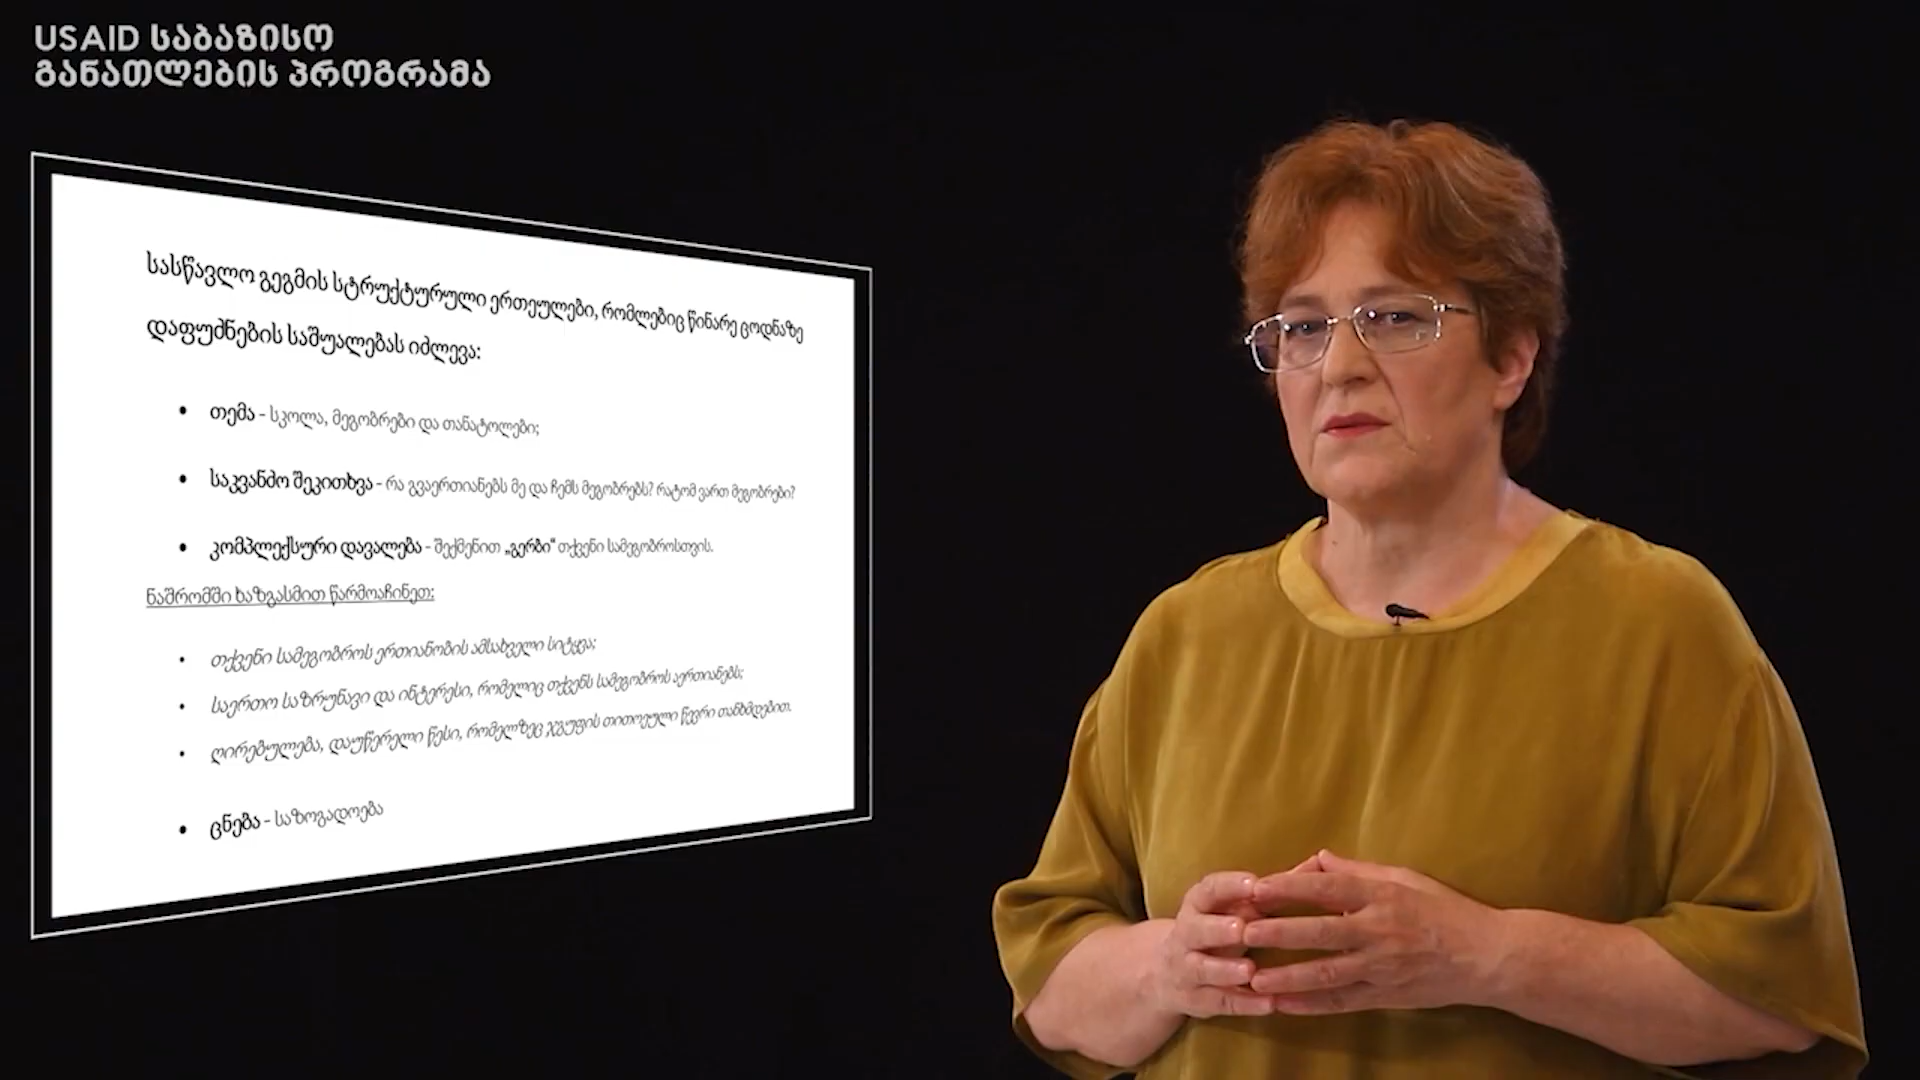 USAID საბაზისო
განათლების პროგრამა
სასწავლო გეგმის სტრუქტურული ერთეულები, რომლებიც წინარე ცოდნაზე
დაფუძნების საშუალებას იძლევა:
• თემა - სკოლა, მეგობრები და თანატოლები;
• საკვანძო შეკითხვა - რა გვაერთიანებს მე და ჩემს მეგობრებს? რატომ ვართ მეგობრები?
• კომპლექსური დავალება - შექმენით „გერბი“ თქვენი სამეგობროსთვის.
ნაშრომში ხაზგასმით წარმოაჩინეთ:
• თქვენი სამეგობროს ერთიანობის ამსახველი სიტყვა;
• საერთო საზრუნავი და ინტერესი, რომელიც თქვენს სამეგობროს აერთიანებს;
• ღირებულება, დაუწერელი წესი, რომელზეც ჯგუფის თითოეული წევრი თანხმდებით.
• ცნება - საზოგადოება